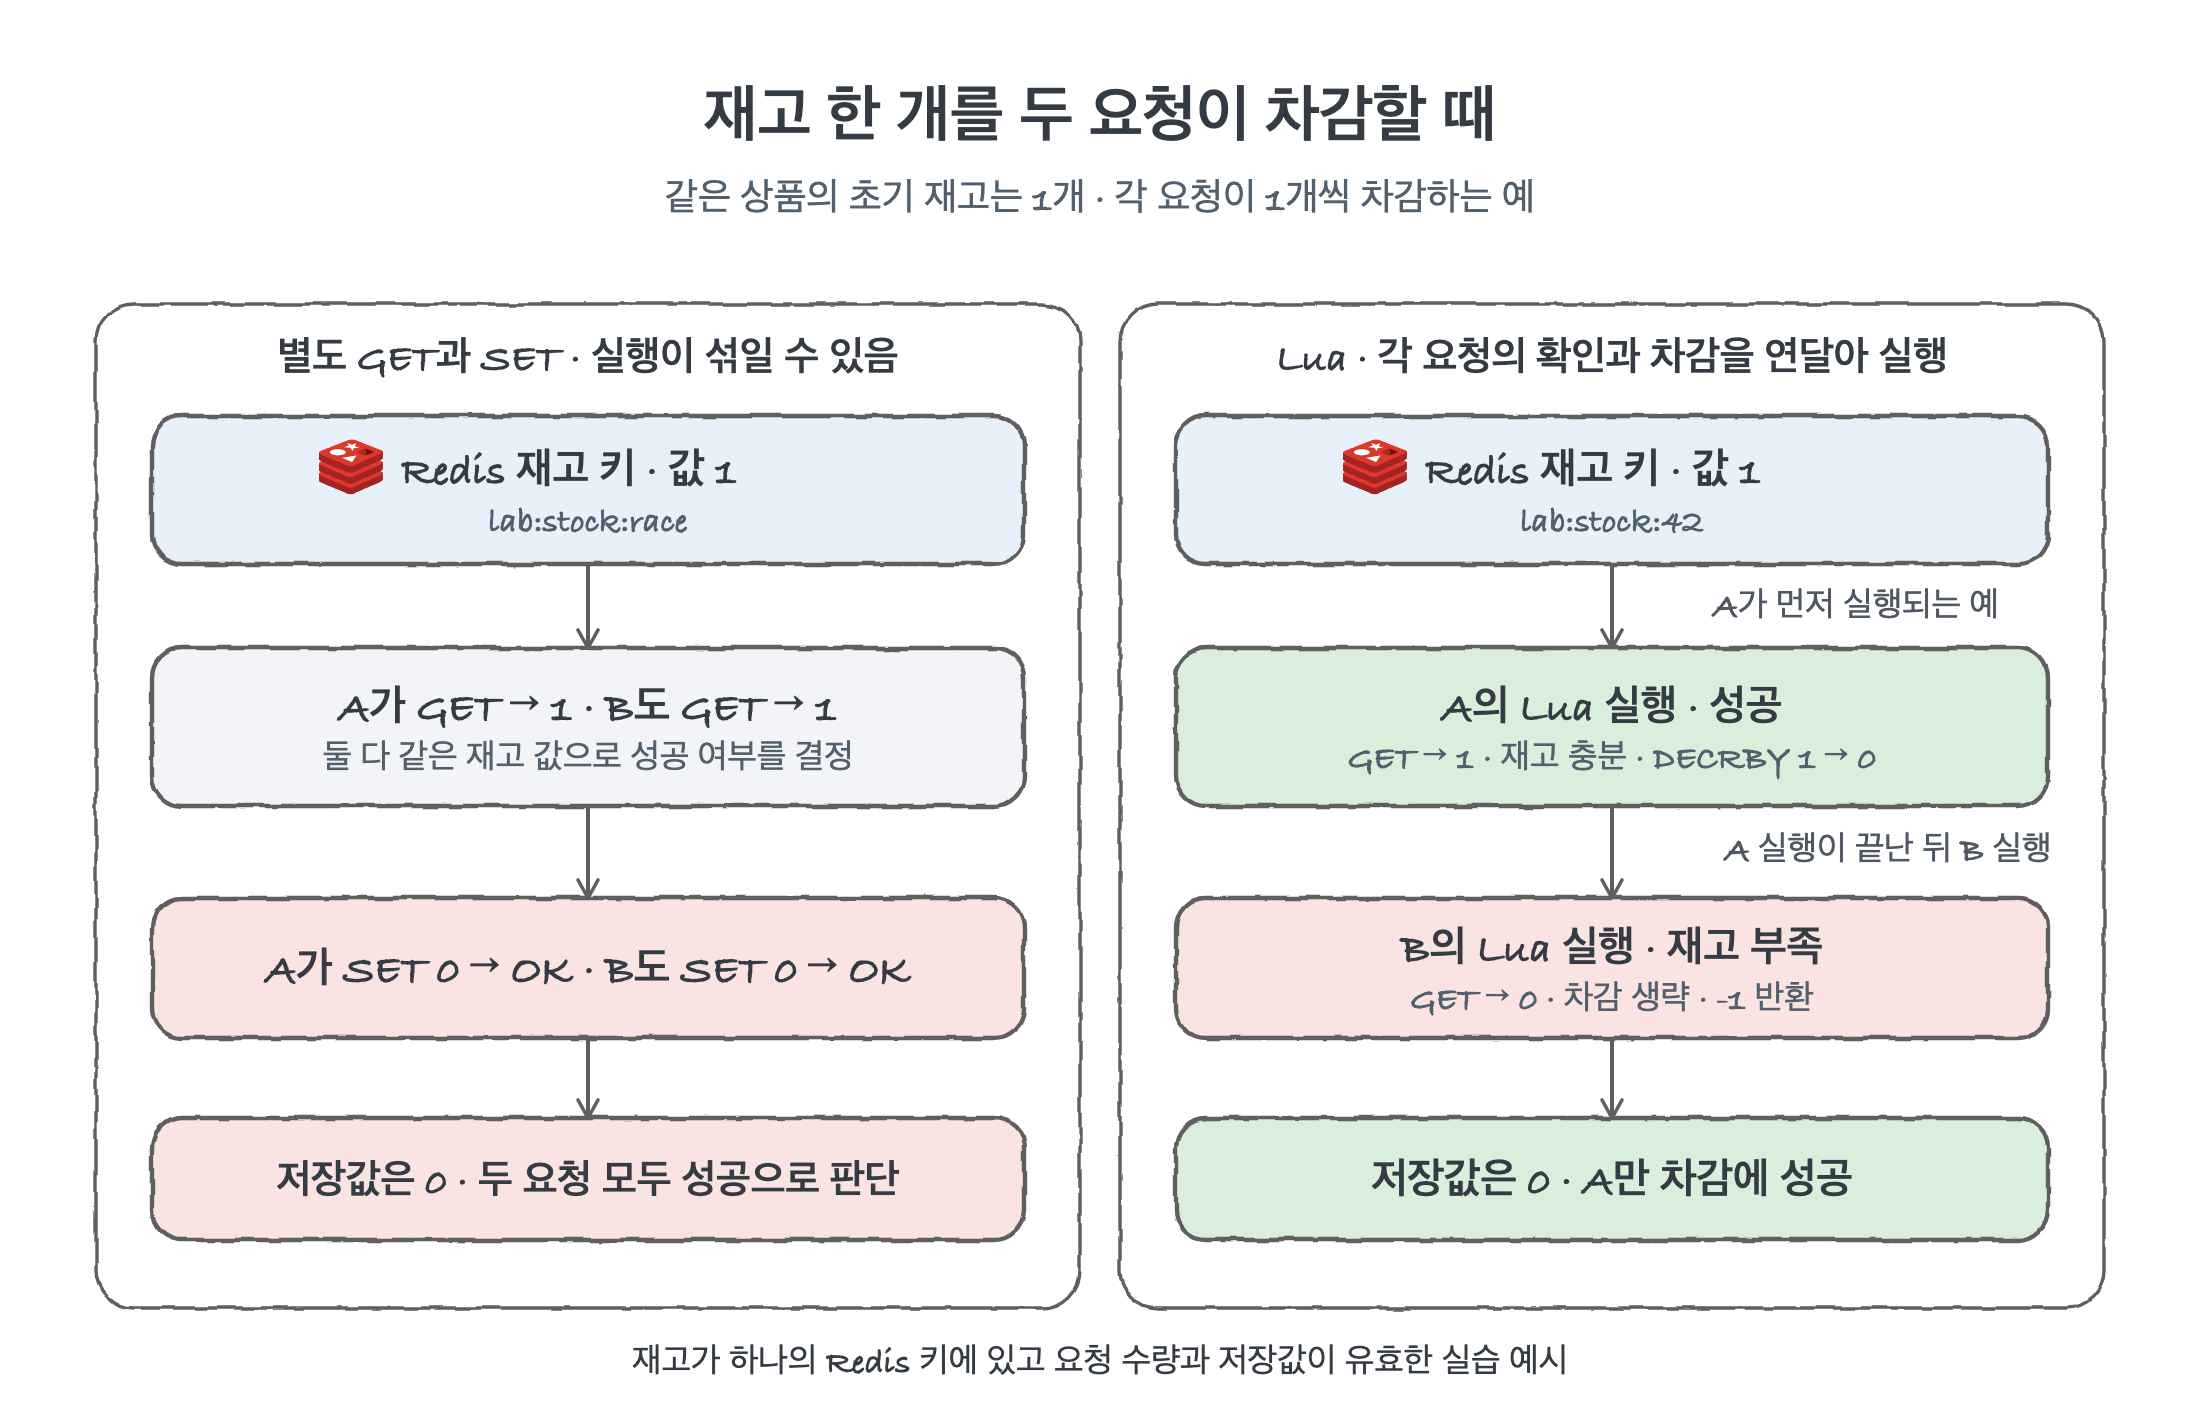 재고 한 개를 두 요청이 차감할 때
같은 상품의 초기 재고는 1개 · 각 요청이 1개씩 차감하는 예
별도 GET과 SET · 실행이 섞일 수 있음
Redis 재고 키 · 값 1
lab:stock:race
A가 GET → 1 · B도 GET → 1
둘 다 같은 재고 값으로 성공 여부를 결정
A가 SET 0 → OK · B도 SET 0 → OK
저장값은 0 · 두 요청 모두 성공으로 판단
Lua · 각 요청의 확인과 차감을 연달아 실행
Redis 재고 키 · 값 1
lab:stock:42
A가 먼저 실행되는 예
A의 Lua 실행 · 성공
GET → 1 · 재고 충분 · DECRBY 1 → 0
A 실행이 끝난 뒤 B 실행
B의 Lua 실행 · 재고 부족
GET → 0 · 차감 생략 · -1 반환
저장값은 0 · A만 차감에 성공
재고가 하나의 Redis 키에 있고 요청 수량과 저장값이 유효한 실습 예시